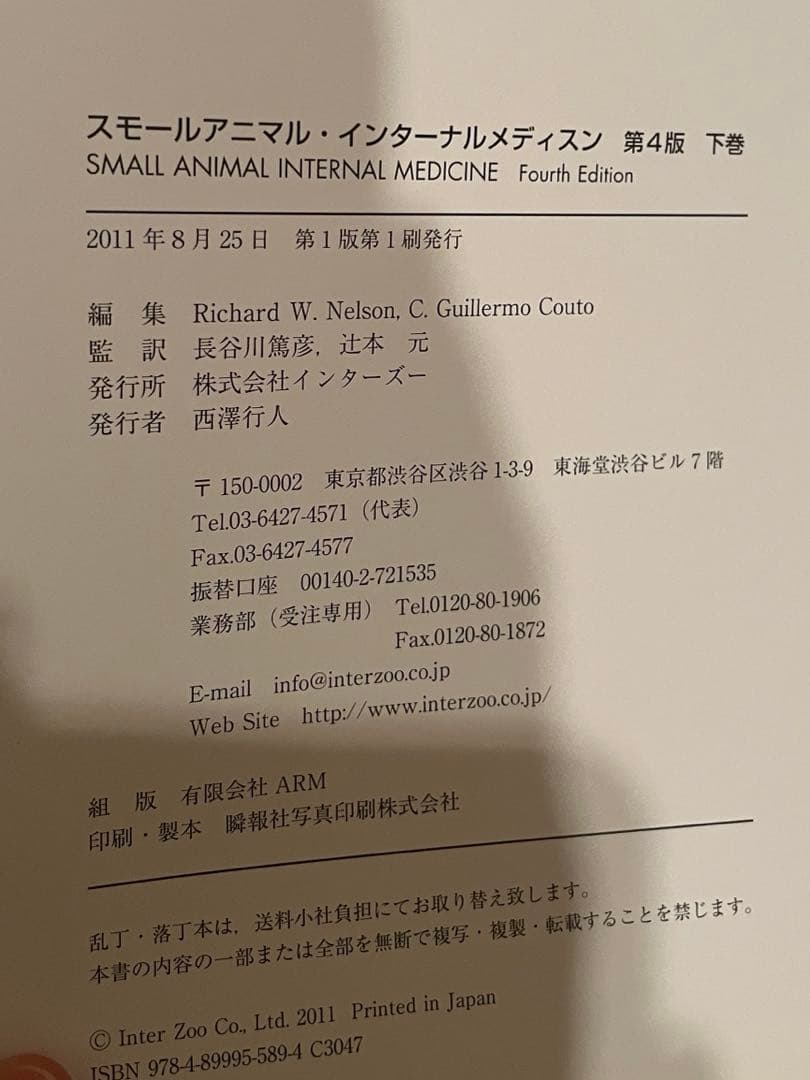 スモールアニマル・インターナルメディスン 第4版 下巻
SMALL ANIMAL INTERNAL MEDICINE Fourth Edition
2011年8月25日 第1版第1刷発行
編 集 Richard W. Nelson, C. Guillermo Couto
監 訳 長谷川篤彦, 辻本 元
発行所 株式会社インターズー
発行者 西澤行人
〒150-0002 東京都渋谷区渋谷1-3-9 東海堂渋谷ビル7階
Tel.03-6427-4571（代表）
Fax.03-6427-4577
振替口座 00140-2-721535
業務部（受注専用） Tel.0120-80-1906
Fax.0120-80-1872
E-mail info@interzoo.co.jp
Web Site http://www.interzoo.co.jp/
組 版 有限会社ARM
印刷・製本 瞬報社写真印刷株式会社
乱丁・落丁本は, 送料小社負担にてお取り替え致します。
本書の内容の一部または全部を無断で複写・複製・転載することを禁じます。
© Inter Zoo Co., Ltd. 2011 Printed in Japan
ISBN 978-4-89995-589-4 C3047